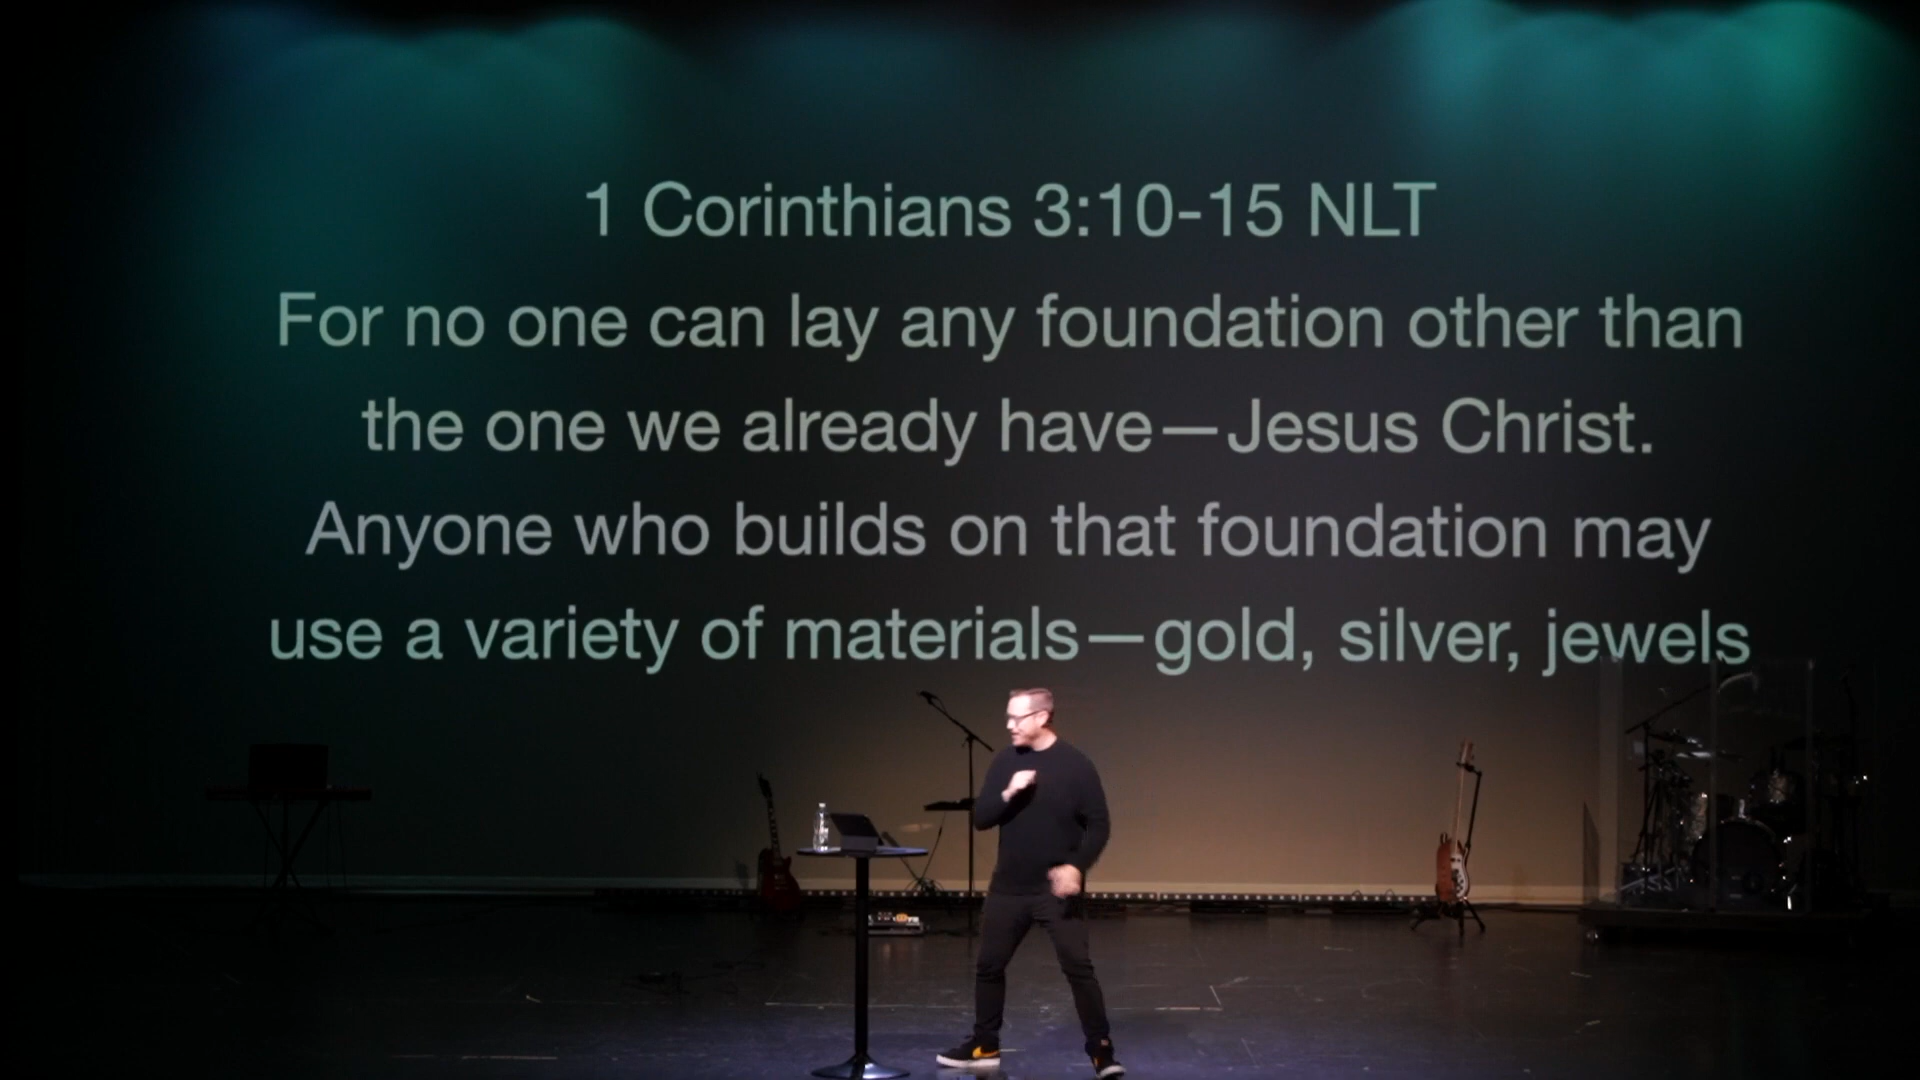 1 Corinthians 3:10-15 NLT
For no one can lay any foundation other than
the one we already have—Jesus Christ.
Anyone who builds on that foundation may
use a variety of materials—gold, silver, jewels